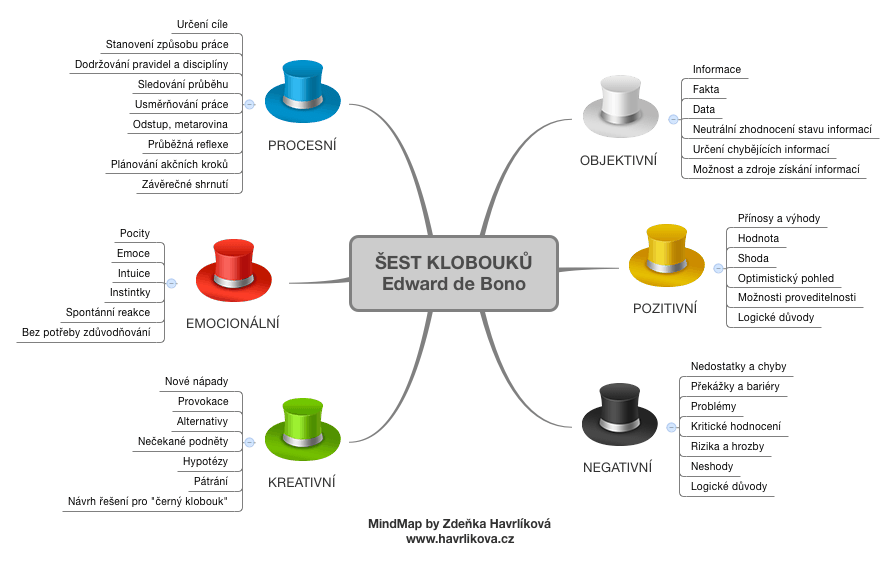 Určení cíle
Stanovení způsobu práce
Dodržování pravidel a disciplíny
Sledování průběhu
Usměrňování práce
Odstup, metarovina
Průběžná reflexe
Plánování akčních kroků
Závěrečné shrnutí
PROCESNÍ
Informace
Fakta
Data
Neutrální zhodnocení stavu informací
Určení chybějících informací
Možnost a zdroje získání informací
OBJEKTIVNÍ
ŠEST KLOBOUKŮ
Edward de Bono
Pocity
Emoce
Intuice
Instinkty
Spontánní reakce
Bez potřeby zdůvodňování
EMOCIONÁLNÍ
Přínosy a výhody
Hodnota
Shoda
Optimistický pohled
Možnosti proveditelnosti
Logické důvody
POZITIVNÍ
Nové nápady
Provokace
Alternativy
Nečekané podněty
Hypotézy
Pátrání
Návrh řešení pro "černý klobouk"
KREATIVNÍ
Nedostatky a chyby
Překážky a bariéry
Problémy
Kritické hodnocení
Rizika a hrozby
Neshody
Logické důvody
NEGATIVNÍ
MindMap by Zdeňka Havrlíková
www.havrlikova.cz